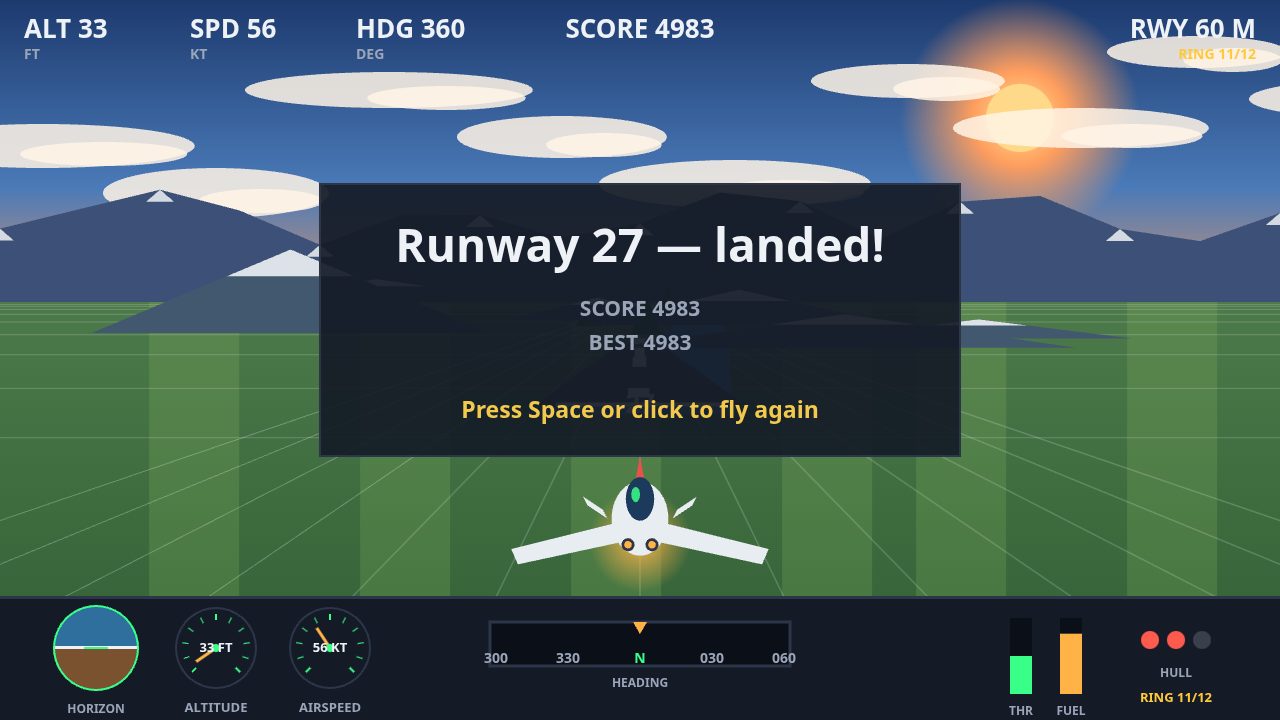 ALT 33
SPD 56
HDG 360
SCORE 4983
RWY 60 M
FT
KT
DEG
RING 11/12
Runway 27 — landed!
SCORE 4983
BEST 4983
Press Space or click to fly again
33 FT
56 KT
300 330 N 030 060
HORIZON
ALTITUDE
AIRSPEED
HEADING
THR
FUEL
HULL
RING 11/12